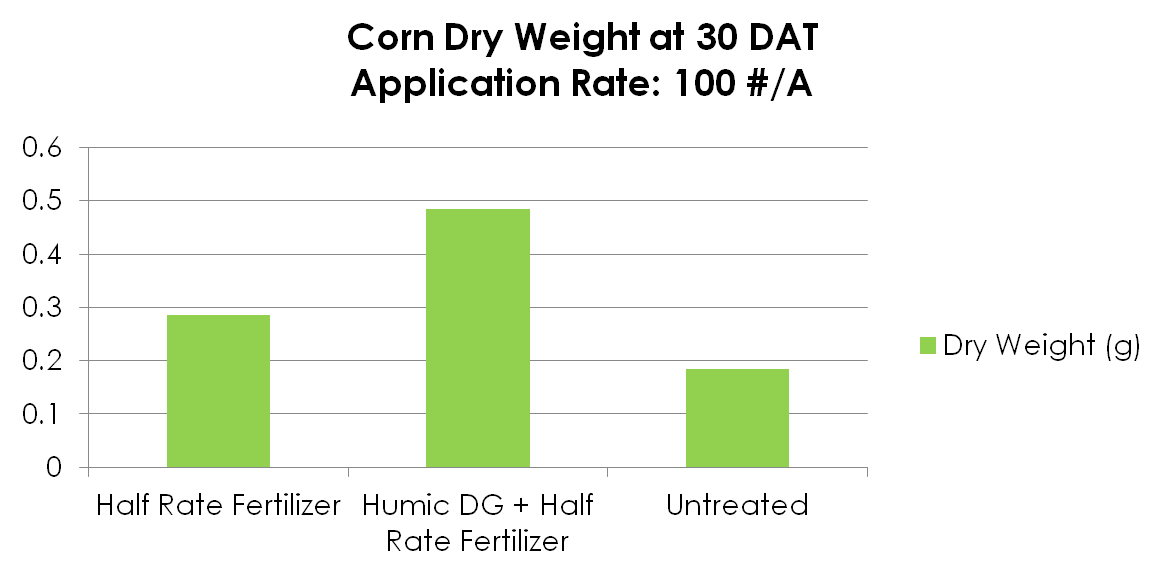 Corn Dry Weight at 30 DAT
Application Rate: 100 #/A
0.6
0.5
0.4
0.3
0.2
0.1
0
Dry Weight (g)
Half Rate Fertilizer
Humic DG + Half
Rate Fertilizer
Untreated